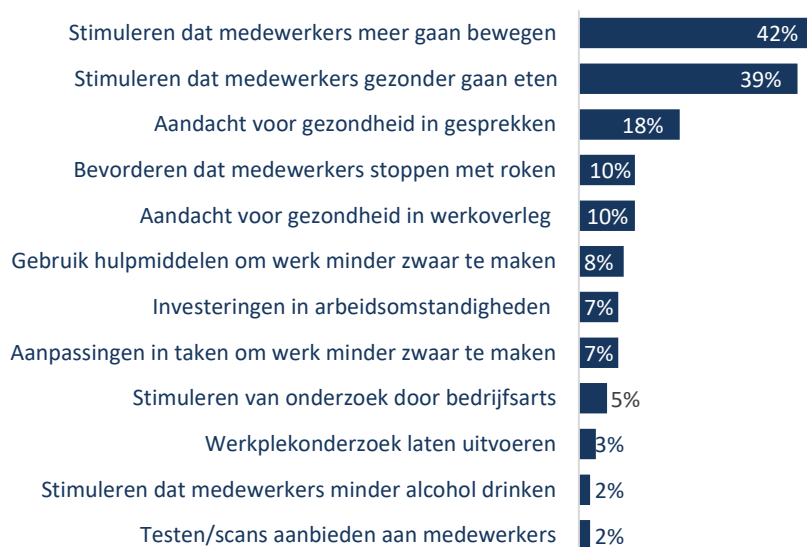 Stimuleren dat medewerkers meer gaan bewegen 42%
Stimuleren dat medewerkers gezonder gaan eten 39%
Aandacht voor gezondheid in gesprekken 18%
Bevorderen dat medewerkers stoppen met roken 10%
Aandacht voor gezondheid in werkoverleg 10%
Gebruik hulpmiddelen om werk minder zwaar te maken 8%
Investeringen in arbeidsomstandigheden 7%
Aanpassingen in taken om werk minder zwaar te maken 7%
Stimuleren van onderzoek door bedrijfsarts 5%
Werkplekonderzoek laten uitvoeren 3%
Stimuleren dat medewerkers minder alcohol drinken 2%
Testen/scans aanbieden aan medewerkers 2%